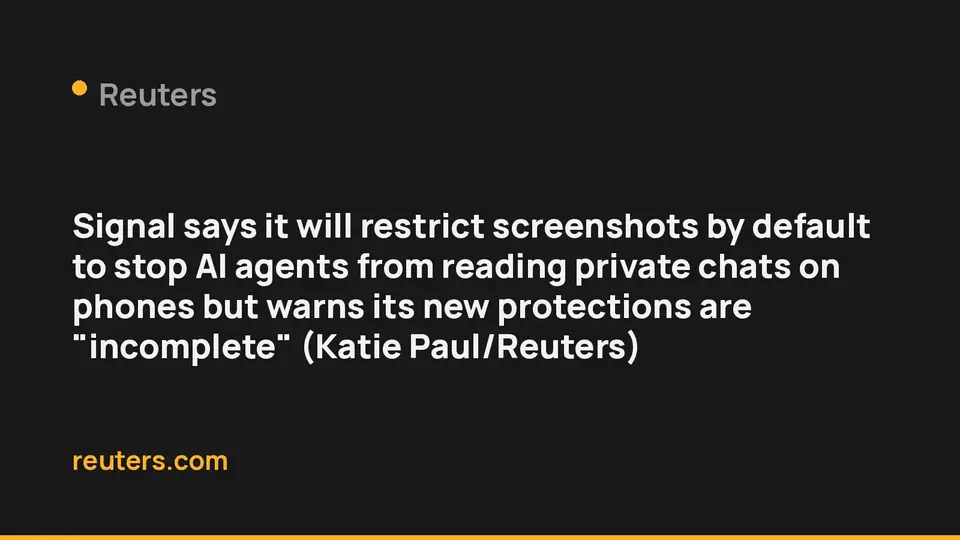 Reuters
Signal says it will restrict screenshots by default
to stop AI agents from reading private chats on
phones but warns its new protections are
"incomplete" (Katie Paul/Reuters)
reuters.com